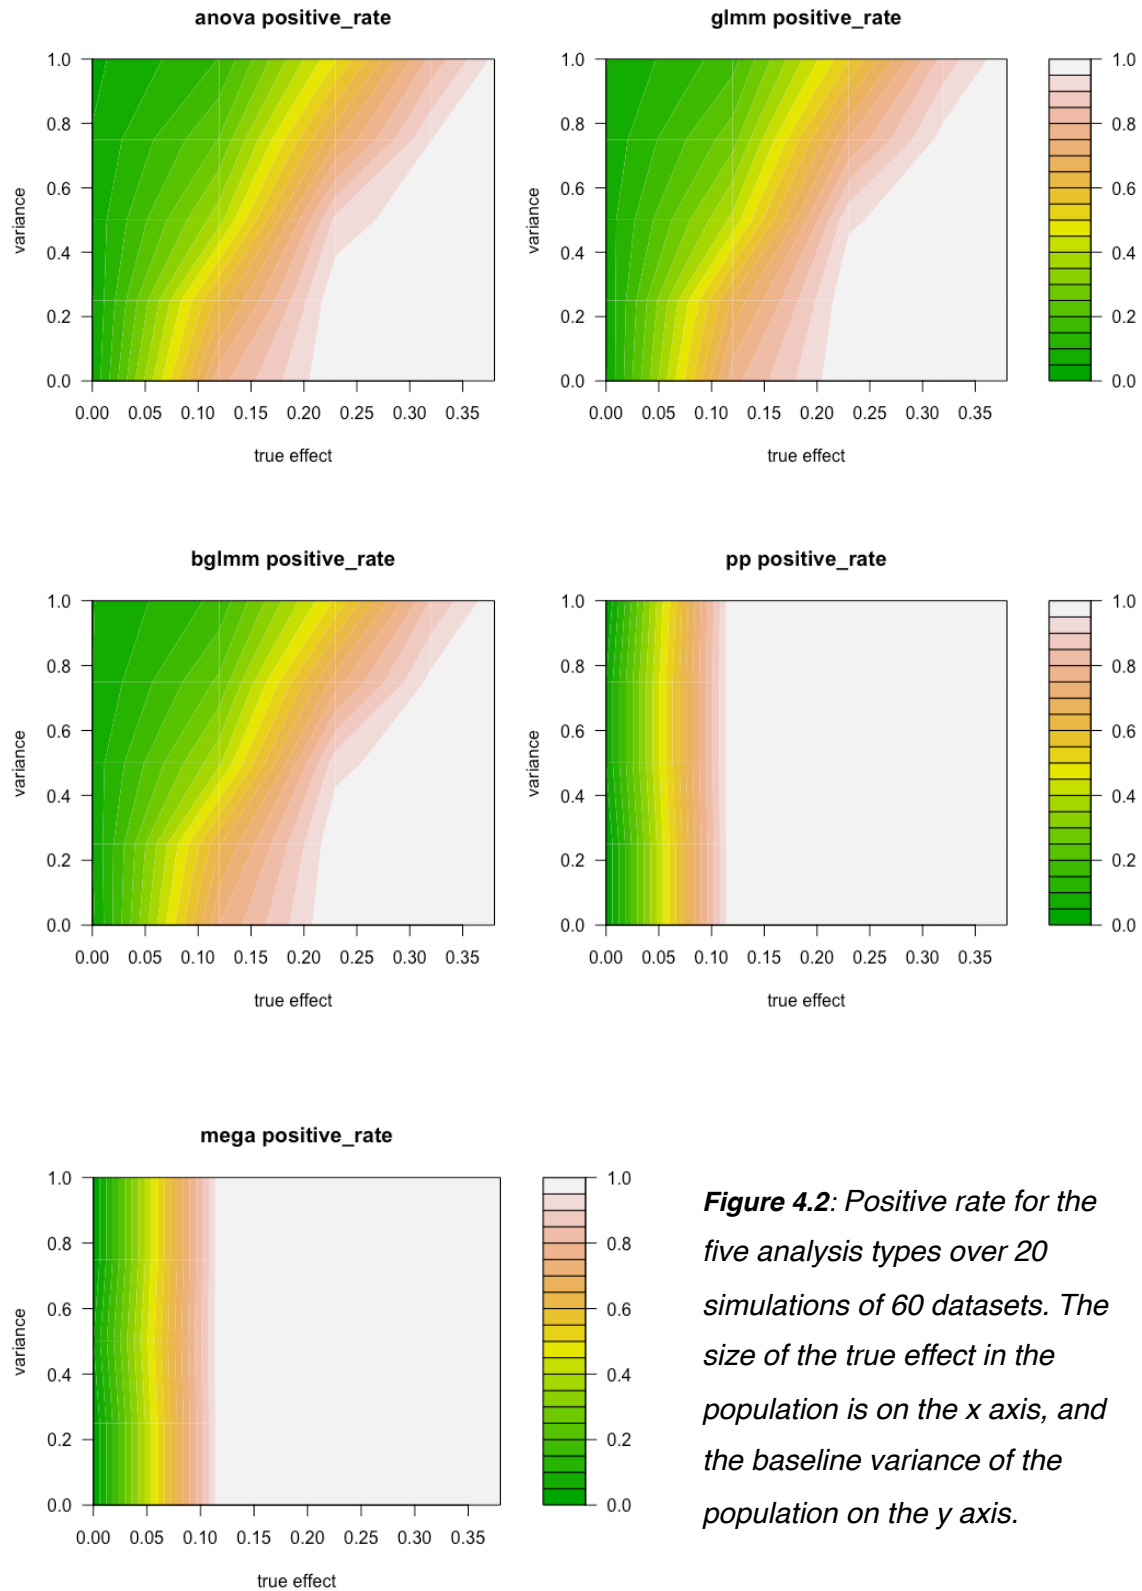 anova positive_rate
1.0
0.8
0.6
0.4
0.2
0.0
variance
0.00 0.05 0.10 0.15 0.20 0.25 0.30 0.35
true effect
glmm positive_rate
1.0
0.8
0.6
0.4
0.2
0.0
variance
0.00 0.05 0.10 0.15 0.20 0.25 0.30 0.35
true effect
1.0
0.8
0.6
0.4
0.2
0.0
bglmm positive_rate
1.0
0.8
0.6
0.4
0.2
0.0
variance
0.00 0.05 0.10 0.15 0.20 0.25 0.30 0.35
true effect
pp positive_rate
1.0
0.8
0.6
0.4
0.2
0.0
variance
0.00 0.05 0.10 0.15 0.20 0.25 0.30 0.35
true effect
1.0
0.8
0.6
0.4
0.2
0.0
mega positive_rate
1.0
0.8
0.6
0.4
0.2
0.0
variance
0.00 0.05 0.10 0.15 0.20 0.25 0.30 0.35
true effect
1.0
0.8
0.6
0.4
0.2
0.0
Figure 4.2: Positive rate for the
five analysis types over 20
simulations of 60 datasets. The
size of the true effect in the
population is on the x axis, and
the baseline variance of the
population on the y axis.